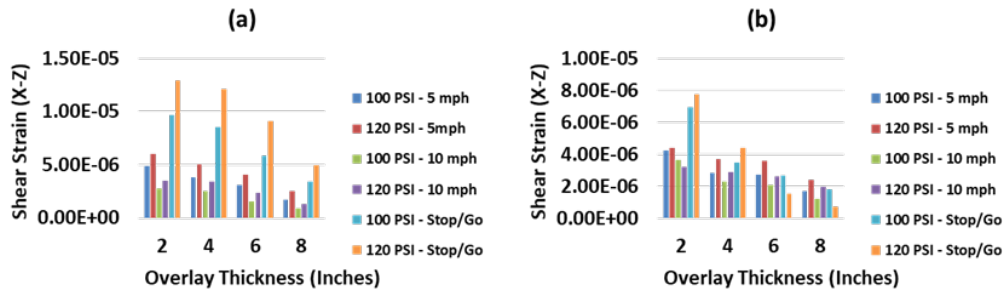 (a)
Shear Strain (X-Z)
1.50E-05
1.00E-05
5.00E-06
0.00E+00
2 4 6 8
Overlay Thickness (Inches)
100 PSI - 5 mph
120 PSI - 5mph
100 PSI - 10 mph
120 PSI - 10 mph
100 PSI - Stop/Go
120 PSI - Stop/Go
(b)
Shear Strain (X-Z)
1.00E-05
8.00E-06
6.00E-06
4.00E-06
2.00E-06
0.00E+00
2 4 6 8
Overlay Thickness (Inches)
100 PSI - 5 mph
120 PSI - 5 mph
100 PSI - 10 mph
120 PSI - 10 mph
100 PSI - Stop/Go
120 PSI - Stop/Go